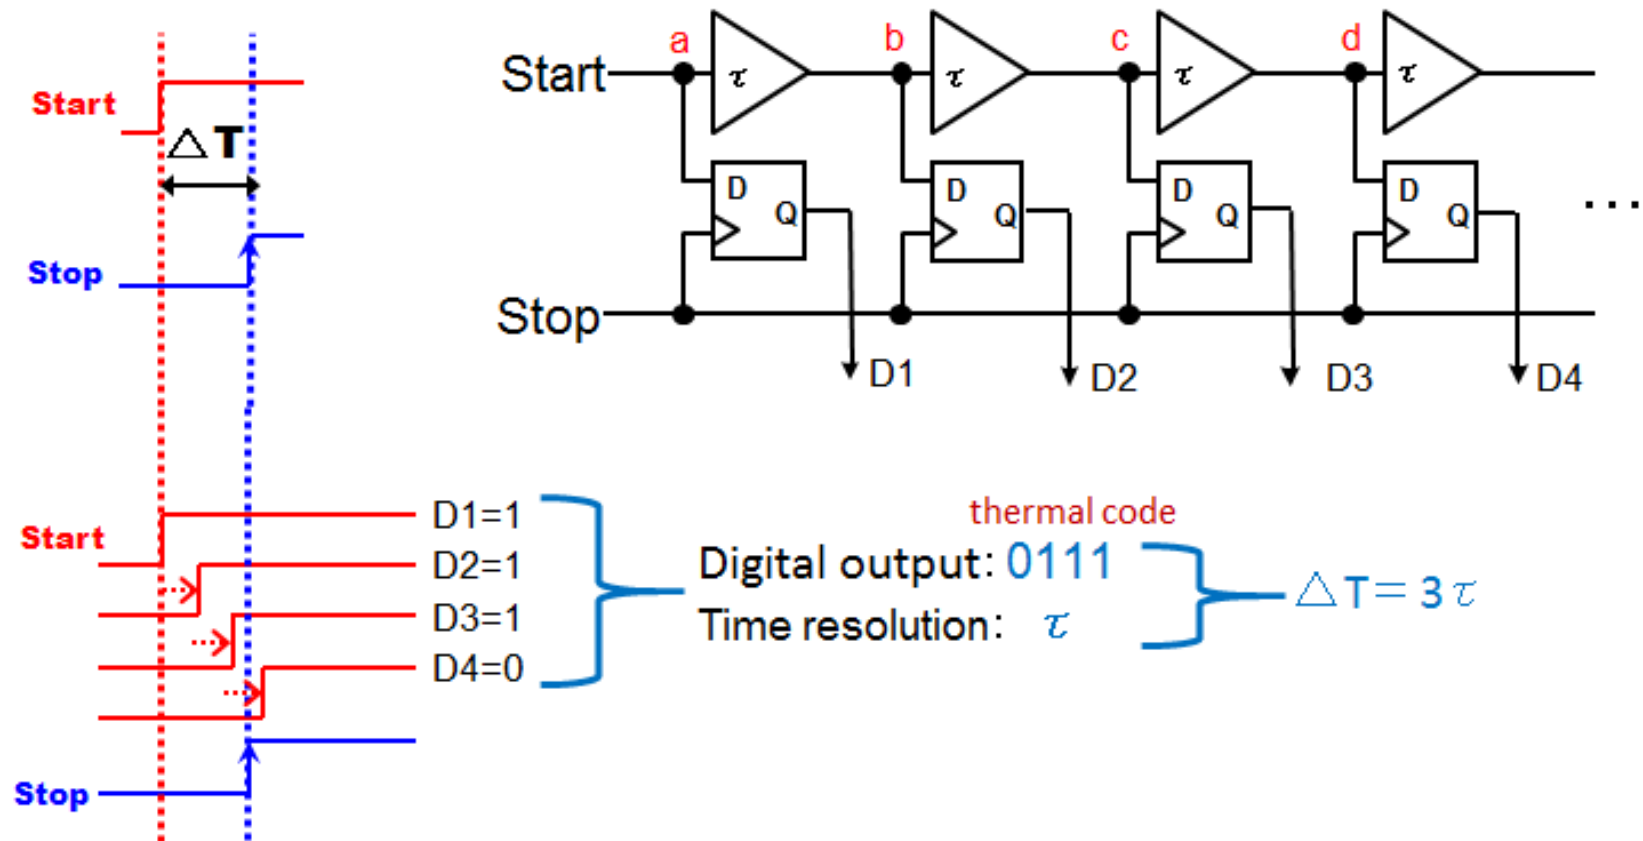 Start
△T
Stop
a b c d
Start τ τ τ τ
D Q D Q D Q D Q ...
Stop
D1 D2 D3 D4
Start
D1=1
D2=1
D3=1
D4=0
Stop
thermal code
Digital output: 0111
Time resolution: τ
△T= 3τ